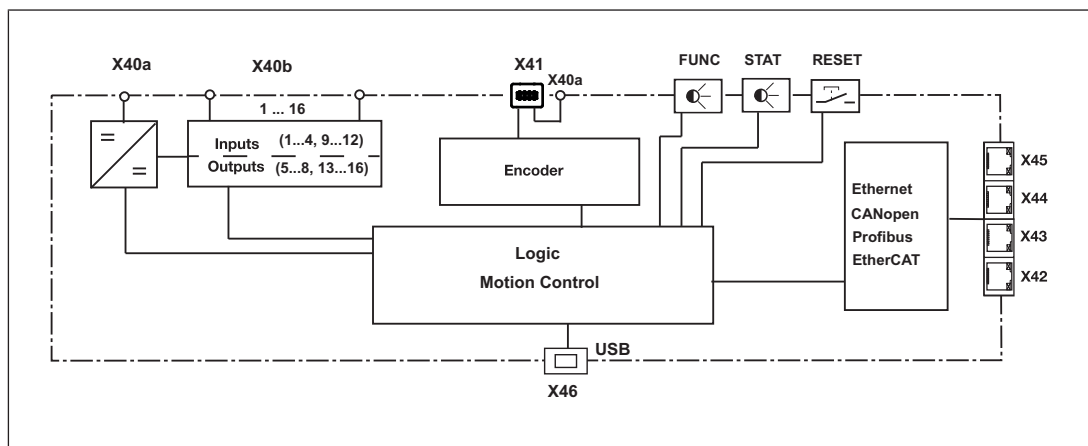 X40a
X40b
X41
X40a
FUNC
STAT
RESET
1 ... 16
Inputs (1...4, 9...12)
Outputs (5...8, 13...16)
Encoder
Ethernet
CANopen
Profibus
EtherCAT
X45
X44
X43
X42
Logic
Motion Control
USB
X46